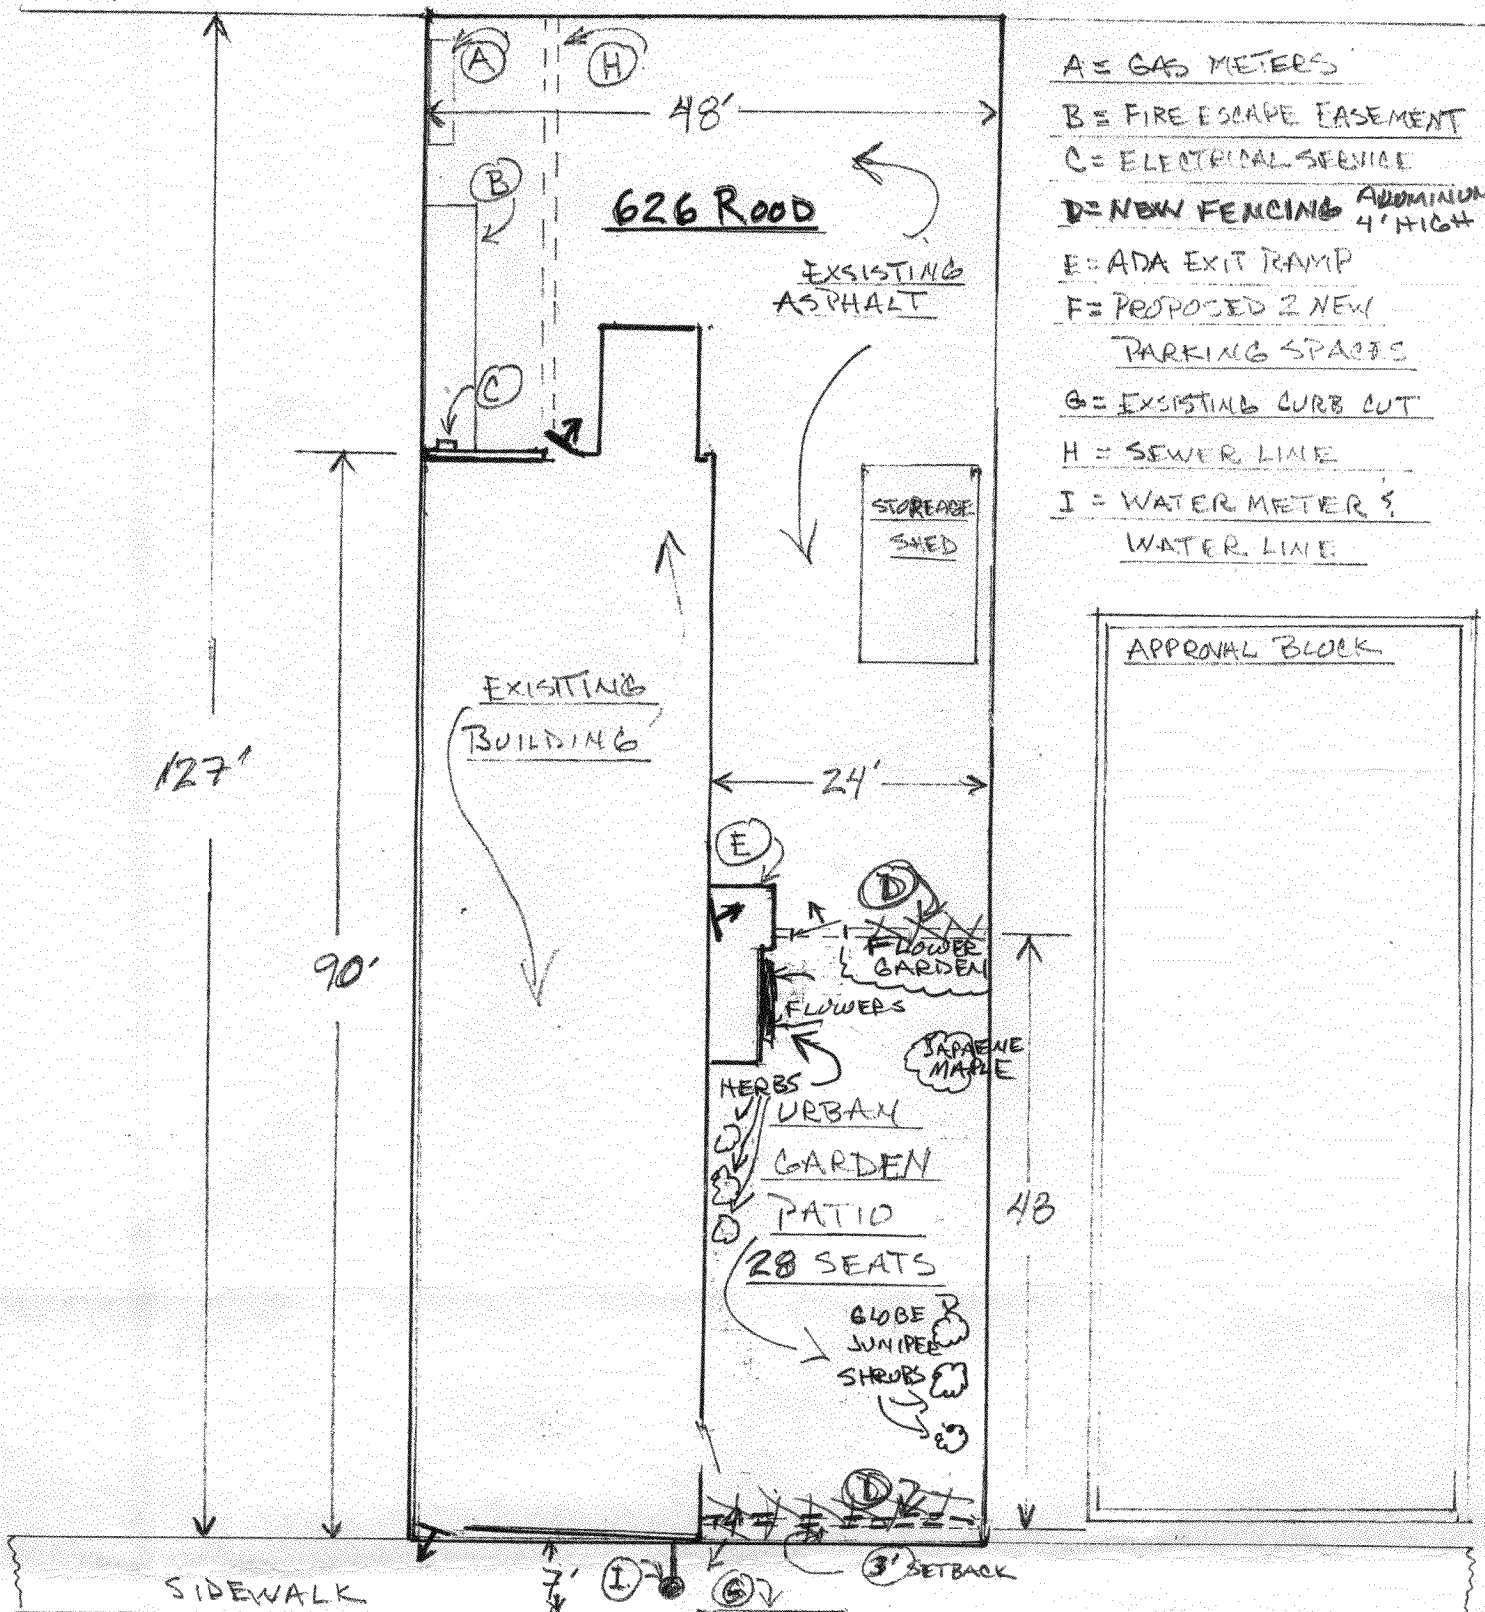 A
H
48'
B
626 ROOD
EXSISTING
ASPHALT
C
STOREAGE
SHED
127'
EXISITING
BUILDING
24'
E
D
90'
FLOWER
GARDEN
FLOWERS
JAPAENE
MAPLE
HERBS
URBAN
GARDEN
PATIO
28 SEATS
48
GLOBE
JUNIPER
SHRUBS
D
SIDEWALK
7'
I
G
3' SETBACK
A = GAS METERS
B = FIRE ESCAPE EASEMENT
C = ELECTRICAL SERVICE
D = NEW FENCING ALUMINUM
4' HIGH
E = ADA EXIT RAMP
F = PROPOSED 2 NEW
PARKING SPACES
G = EXSISTING CURB CUT
H = SEWER LINE
I = WATER METER &
WATER LINE
APPROVAL BLOCK